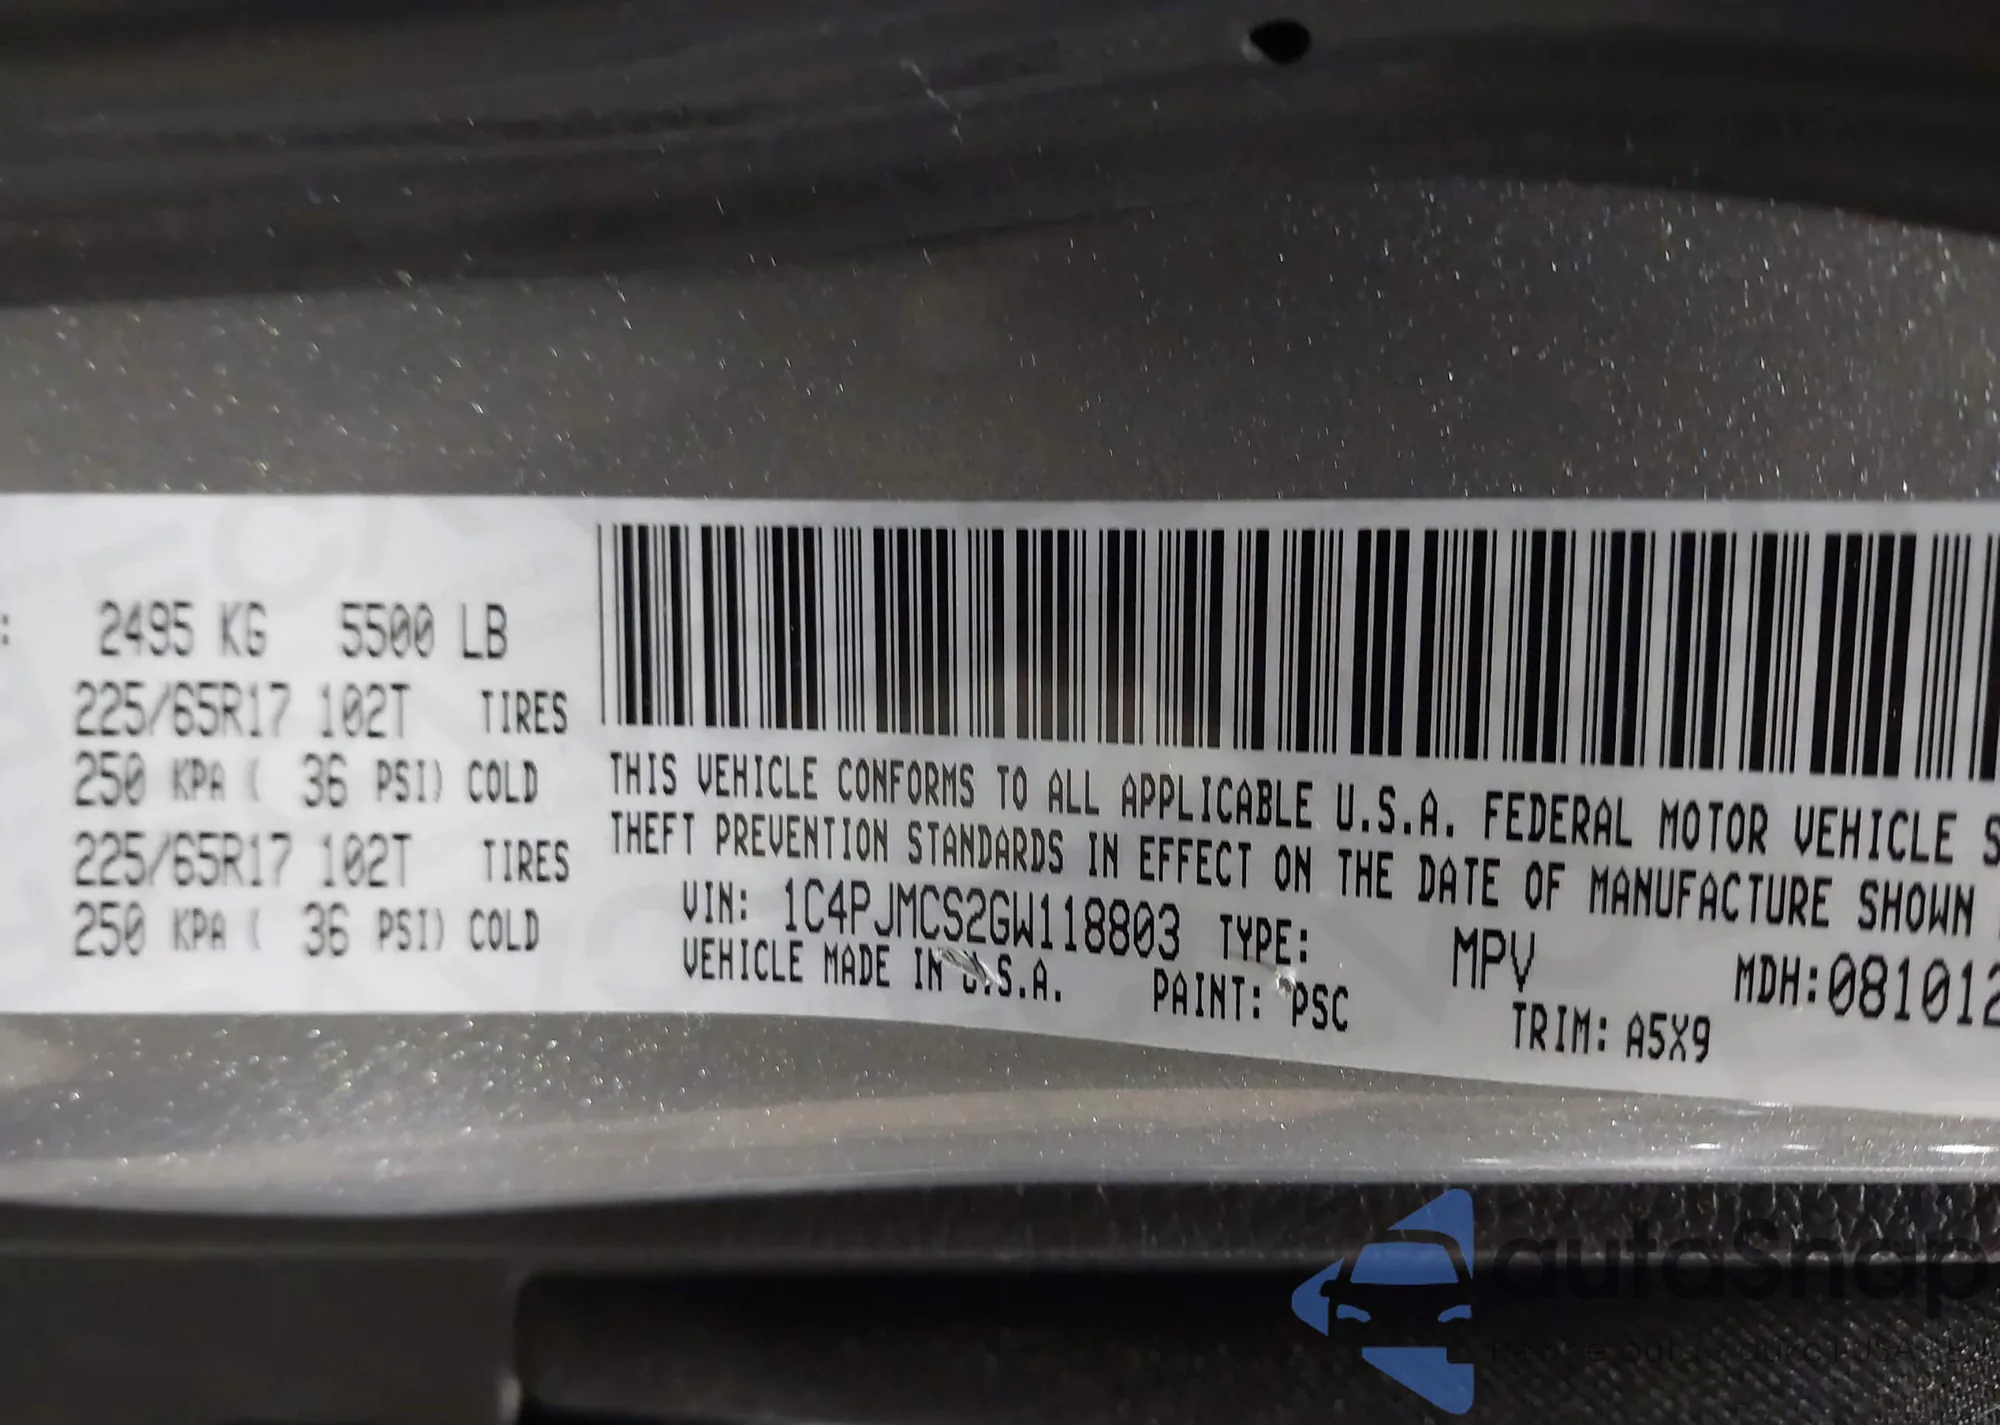 : 2495 KG 5500 LB
225/65R17 102T TIRES
250 KPA ( 36 PSI) COLD
225/65R17 102T TIRES
250 KPA ( 36 PSI) COLD
THIS VEHICLE CONFORMS TO ALL APPLICABLE U.S.A. FEDERAL MOTOR VEHICLE S
THEFT PREVENTION STANDARDS IN EFFECT ON THE DATE OF MANUFACTURE SHOWN
VIN: 1C4PJMCS2GW118803 TYPE: MPV MDH:081012
VEHICLE MADE IN U.S.A. PAINT: PSC TRIM: A5X9
autoSnap